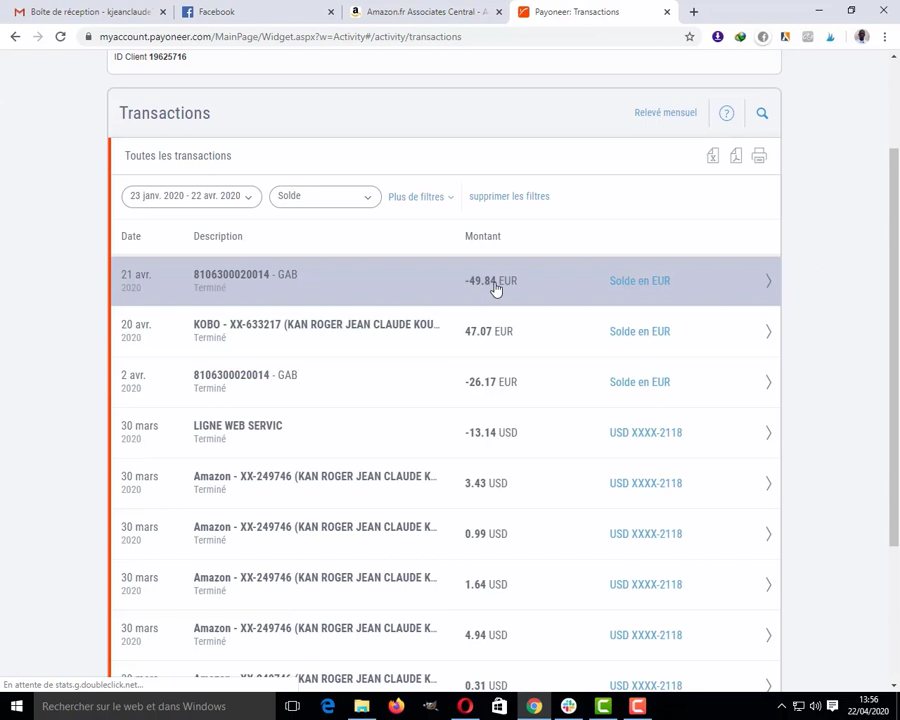 Boîte de réception - kjeanclaude
Facebook
Amazon.fr Associates Central - A
Payoneer: Transactions
myaccount.payoneer.com/MainPage/Widget.aspx?w=Activity#/activity/transactions
ID Client 19625716
Transactions
Relevé mensuel
Toutes les transactions
23 janv. 2020 - 22 avr. 2020
Solde
Plus de filtres
supprimer les filtres
Date Description Montant
21 avr. 8106300020014 - GAB -49.84 EUR Solde en EUR
2020 Terminé
20 avr. KOBO - XX-633217 (KAN ROGER JEAN CLAUDE KOU... 47.07 EUR Solde en EUR
2020 Terminé
2 avr. 8106300020014 - GAB -26.17 EUR Solde en EUR
2020 Terminé
30 mars LIGNE WEB SERVIC -13.14 USD USD XXXX-2118
2020 Terminé
30 mars Amazon - XX-249746 (KAN ROGER JEAN CLAUDE K... 3.43 USD USD XXXX-2118
2020 Terminé
30 mars Amazon - XX-249746 (KAN ROGER JEAN CLAUDE K... 0.99 USD USD XXXX-2118
2020 Terminé
30 mars Amazon - XX-249746 (KAN ROGER JEAN CLAUDE K... 1.64 USD USD XXXX-2118
2020 Terminé
30 mars Amazon - XX-249746 (KAN ROGER JEAN CLAUDE K... 4.94 USD USD XXXX-2118
2020 Terminé
30 mars Amazon - XX-249746 (KAN ROGER JEAN CLAUDE K... 0.31 USD USD XXXX-2118
En attente de stats.g.doubleclick.net...
Rechercher sur le web et dans Windows
13:56
22/04/2020